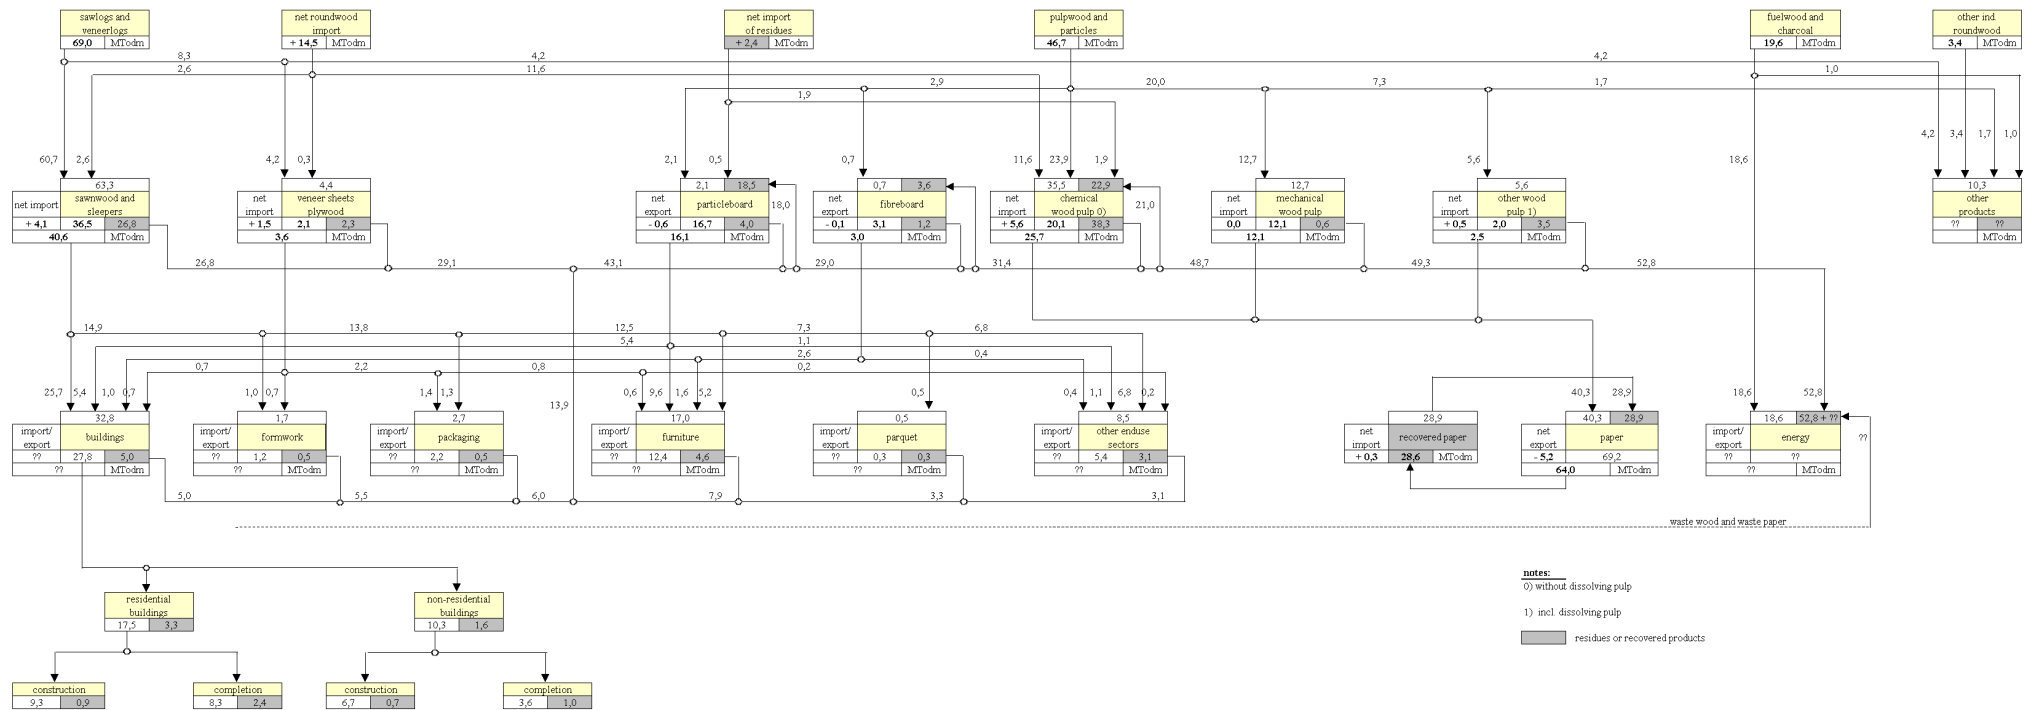 sawlogs and
veneerlogs
69,0 MTodm
net roundwood
import
+ 14,5 MTodm
net import
of residues
+ 2,4 MTodm
pulpwood and
particles
46,7 MTodm
fuelwood and
charcoal
19,6 MTodm
other ind.
roundwood
3,4 MTodm
8,3 4,2 4,2
2,6 11,6 1,0
2,9 20,0 7,3 1,7
1,9
4,2 3,4 1,7 1,0
60,7 2,6 4,2 0,3 2,1 0,5 0,7 11,6 23,9 1,9 12,7 5,6 18,6
63,3
net import
sawnwood and
sleepers
+ 4,1 36,5 26,8
40,6 MTodm
4,4
net
import
veneer sheets
plywood
+ 1,5 2,1 2,3
3,6 MTodm
2,1 18,5
net
export
particleboard
- 0,6 16,7 4,0
16,1 MTodm
18,0
0,7 3,6
net
export
fibreboard
- 0,1 3,1 1,2
3,0 MTodm
35,5 22,9
net
import
chemical
wood pulp 0)
+ 5,6 20,1 38,3
25,7 MTodm
21,0
12,7
net
import
mechanical
wood pulp
0,0 12,1 0,6
12,1 MTodm
5,6
net
import
other wood
pulp 1)
+ 0,5 2,0 3,5
2,5 MTodm
10,3
other
products
?? ??
MTodm
26,8 29,1 43,1 29,0 31,4 48,7 49,3 52,8
14,9 13,8 12,5 7,3 6,8
5,4 1,1
2,6 0,4
0,7 2,2 0,8 0,2
25,7 5,4 1,0 0,7 1,0 0,7 1,4 1,3 0,6 9,6 1,6 5,2 0,5 0,4 1,1 6,8 0,2 40,3 28,9 18,6 52,8
13,9
32,8
import/
export
buildings
?? 27,8 5,0
?? MTodm
1,7
import/
export
formwork
?? 1,2 0,5
?? MTodm
2,7
import/
export
packaging
?? 2,2 0,5
?? MTodm
17,0
import/
export
furniture
?? 12,4 4,6
?? MTodm
0,5
import/
export
parquet
?? 0,3 0,3
?? MTodm
8,5
import/
export
other enduse
sectors
?? 5,4 3,1
?? MTodm
28,9
net
import
recovered paper
+ 0,3 28,6 MTodm
40,3 28,9
net
export
paper
- 5,2 69,2
64,0 MTodm
18,6 52,8 + ??
import/
export
energy
?? ??
?? MTodm
??
5,0 5,5 6,0 7,9 3,3 3,1
waste wood and waste paper
residential
buildings
17,5 3,3
non-residential
buildings
10,3 1,6
construction
9,3 0,9
completion
8,3 2,4
construction
6,7 0,7
completion
3,6 1,0
notes:
0) without dissolving pulp
1) incl. dissolving pulp
residues or recovered products